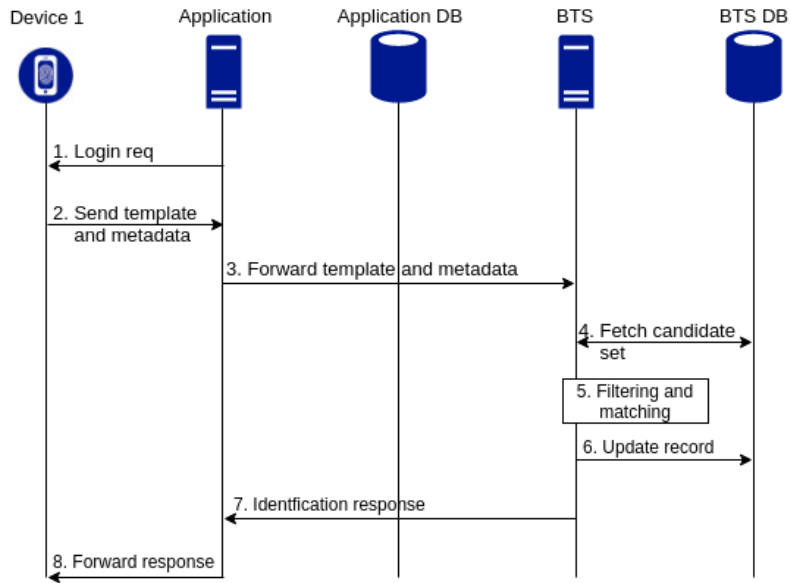 Device 1
Application
Application DB
BTS
BTS DB
1. Login req
2. Send template
and metadata
3. Forward template and metadata
4. Fetch candidate
set
5. Filtering and
matching
6. Update record
7. Identfication response
8. Forward response